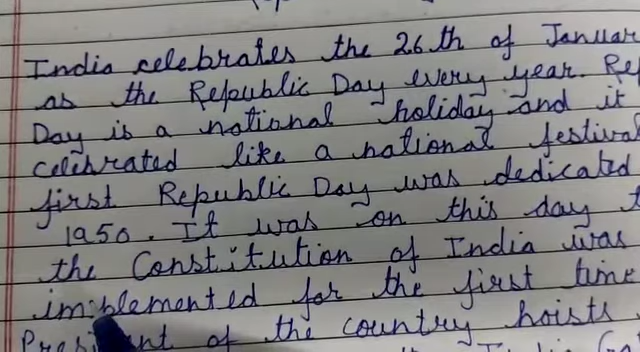 India celebrates the 26th of Januar
as the Republic Day every year. Re
Day is a national holiday and it
celebrated like a national festival
first Republic Day was dedicated
1950. It was on this day t
the Constitution of India was
implemented for the first time
President of the country hoists